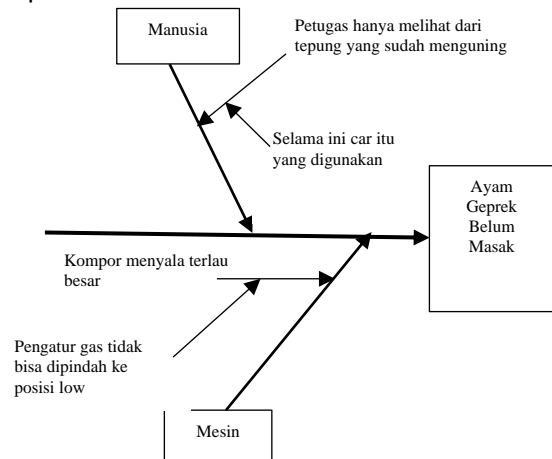 Manusia
Petugas hanya melihat dari
tepung yang sudah menguning
Selama ini car itu
yang digunakan
Ayam
Geprek
Belum
Masak
Kompor menyala terlau
besar
Pengatur gas tidak
bisa dipindah ke
posisi low
Mesin